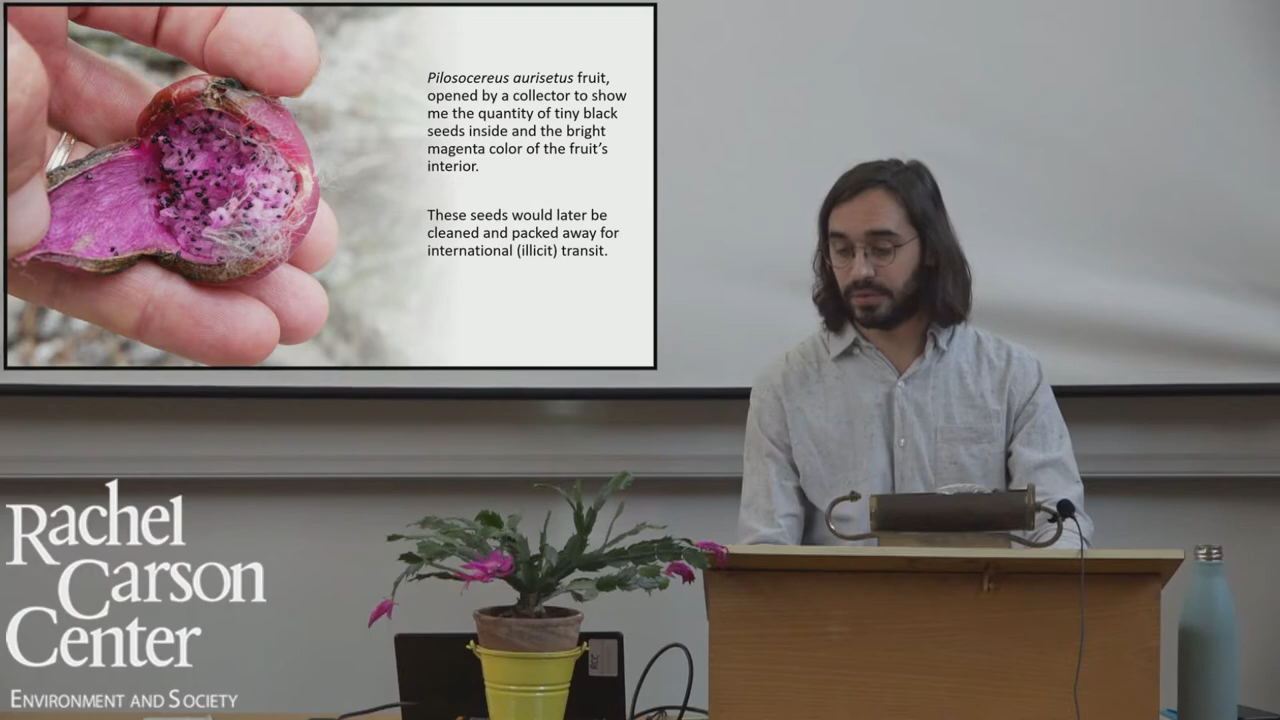 Pilosocereus aurisetus fruit,
opened by a collector to show
me the quantity of tiny black
seeds inside and the bright
magenta color of the fruit's
interior.
These seeds would later be
cleaned and packed away for
international (illicit) transit.
Rachel
Carson
Center
ENVIRONMENT AND SOCIETY
RCC